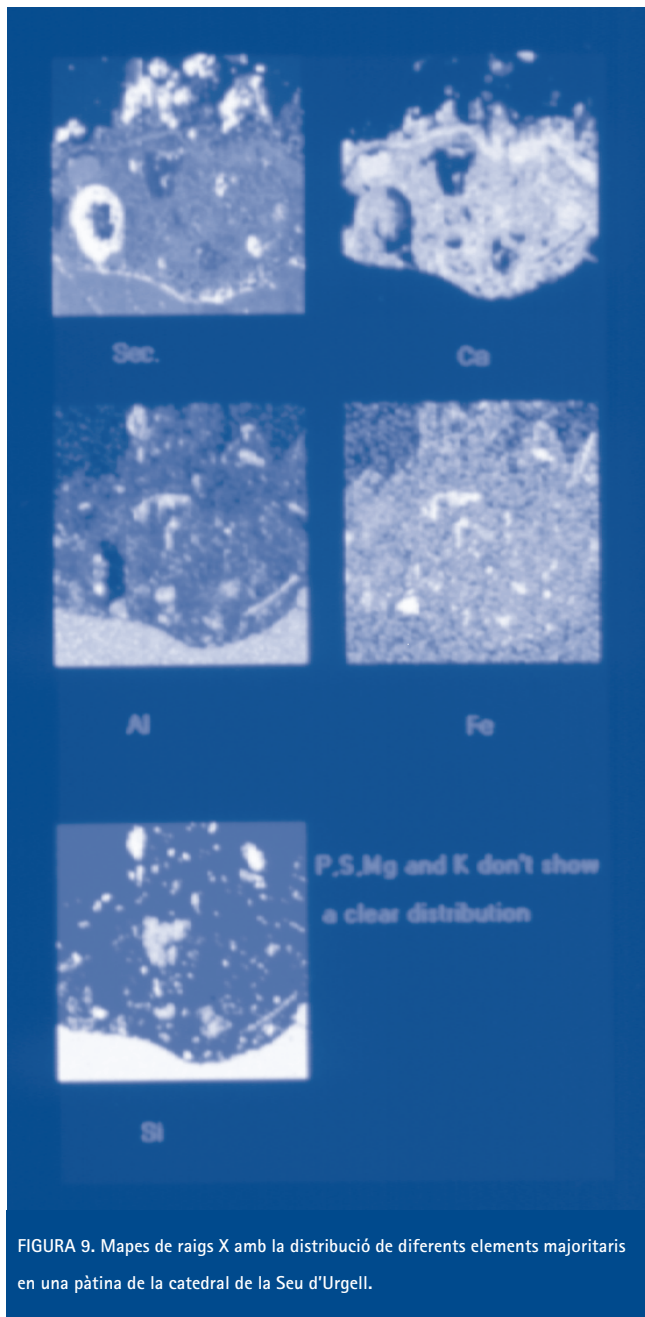 Sec.
Ca
Al
Fe
P,S,Mg and K don't show
a clear distribution
Si
FIGURA 9. Mapes de raigs X amb la distribució de diferents elements majoritaris
en una pàtina de la catedral de la Seu d'Urgell.